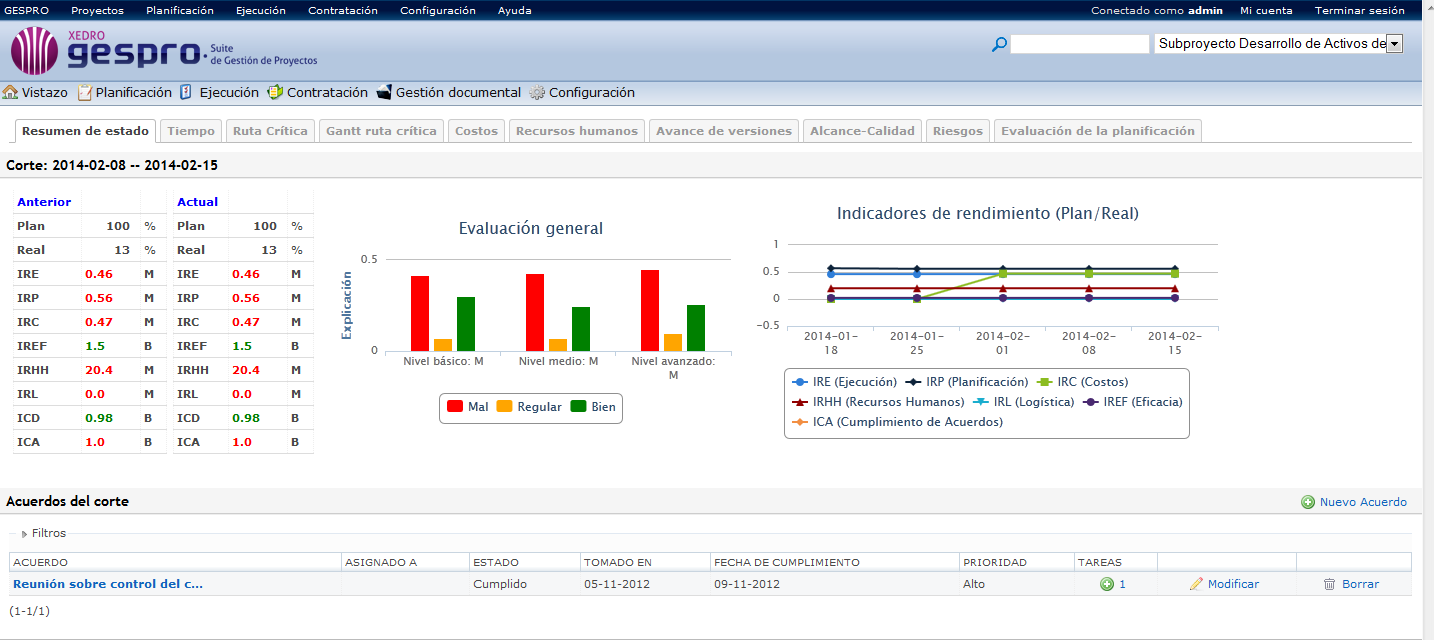 GESPRO Proyectos Planificación Ejecución Contratación Configuración Ayuda Conectado como admin Mi cuenta Terminar sesión
XEDRO
gespro. Suite
de Gestión de Proyectos
Subproyecto Desarrollo de Activos de
Vistazo Planificación Ejecución Contratación Gestión documental Configuración
Resumen de estado Tiempo Ruta Crítica Gantt ruta crítica Costos Recursos humanos Avance de versiones Alcance-Calidad Riesgos Evaluación de la planificación
Corte: 2014-02-08 -- 2014-02-15
Anterior
Plan 100 %
Real 13 %
IRE 0.46 M
IRP 0.56 M
IRC 0.47 M
IREF 1.5 B
IRHH 20.4 M
IRL 0.0 M
ICD 0.98 B
ICA 1.0 B
Actual
Plan 100 %
Real 13 %
IRE 0.46 M
IRP 0.56 M
IRC 0.47 M
IREF 1.5 B
IRHH 20.4 M
IRL 0.0 M
ICD 0.98 B
ICA 1.0 B
Evaluación general
Explicación
0.5
0
Nivel básico: M Nivel medio: M Nivel avanzado:
M
Mal Regular Bien
Indicadores de rendimiento (Plan/Real)
1
0.5
0
-0.5
2014-01- 2014-01- 2014-02- 2014-02- 2014-02-
18 25 01 08 15
IRE (Ejecución) IRP (Planificación) IRC (Costos)
IRHH (Recursos Humanos) IRL (Logística) IREF (Eficacia)
ICA (Cumplimiento de Acuerdos)
Acuerdos del corte Nuevo Acuerdo
Filtros
ACUERDO ASIGNADO A ESTADO TOMADO EN FECHA DE CUMPLIMIENTO PRIORIDAD TAREAS
Reunión sobre control del c... Cumplido 05-11-2012 09-11-2012 Alto 1 Modificar Borrar
(1-1/1)